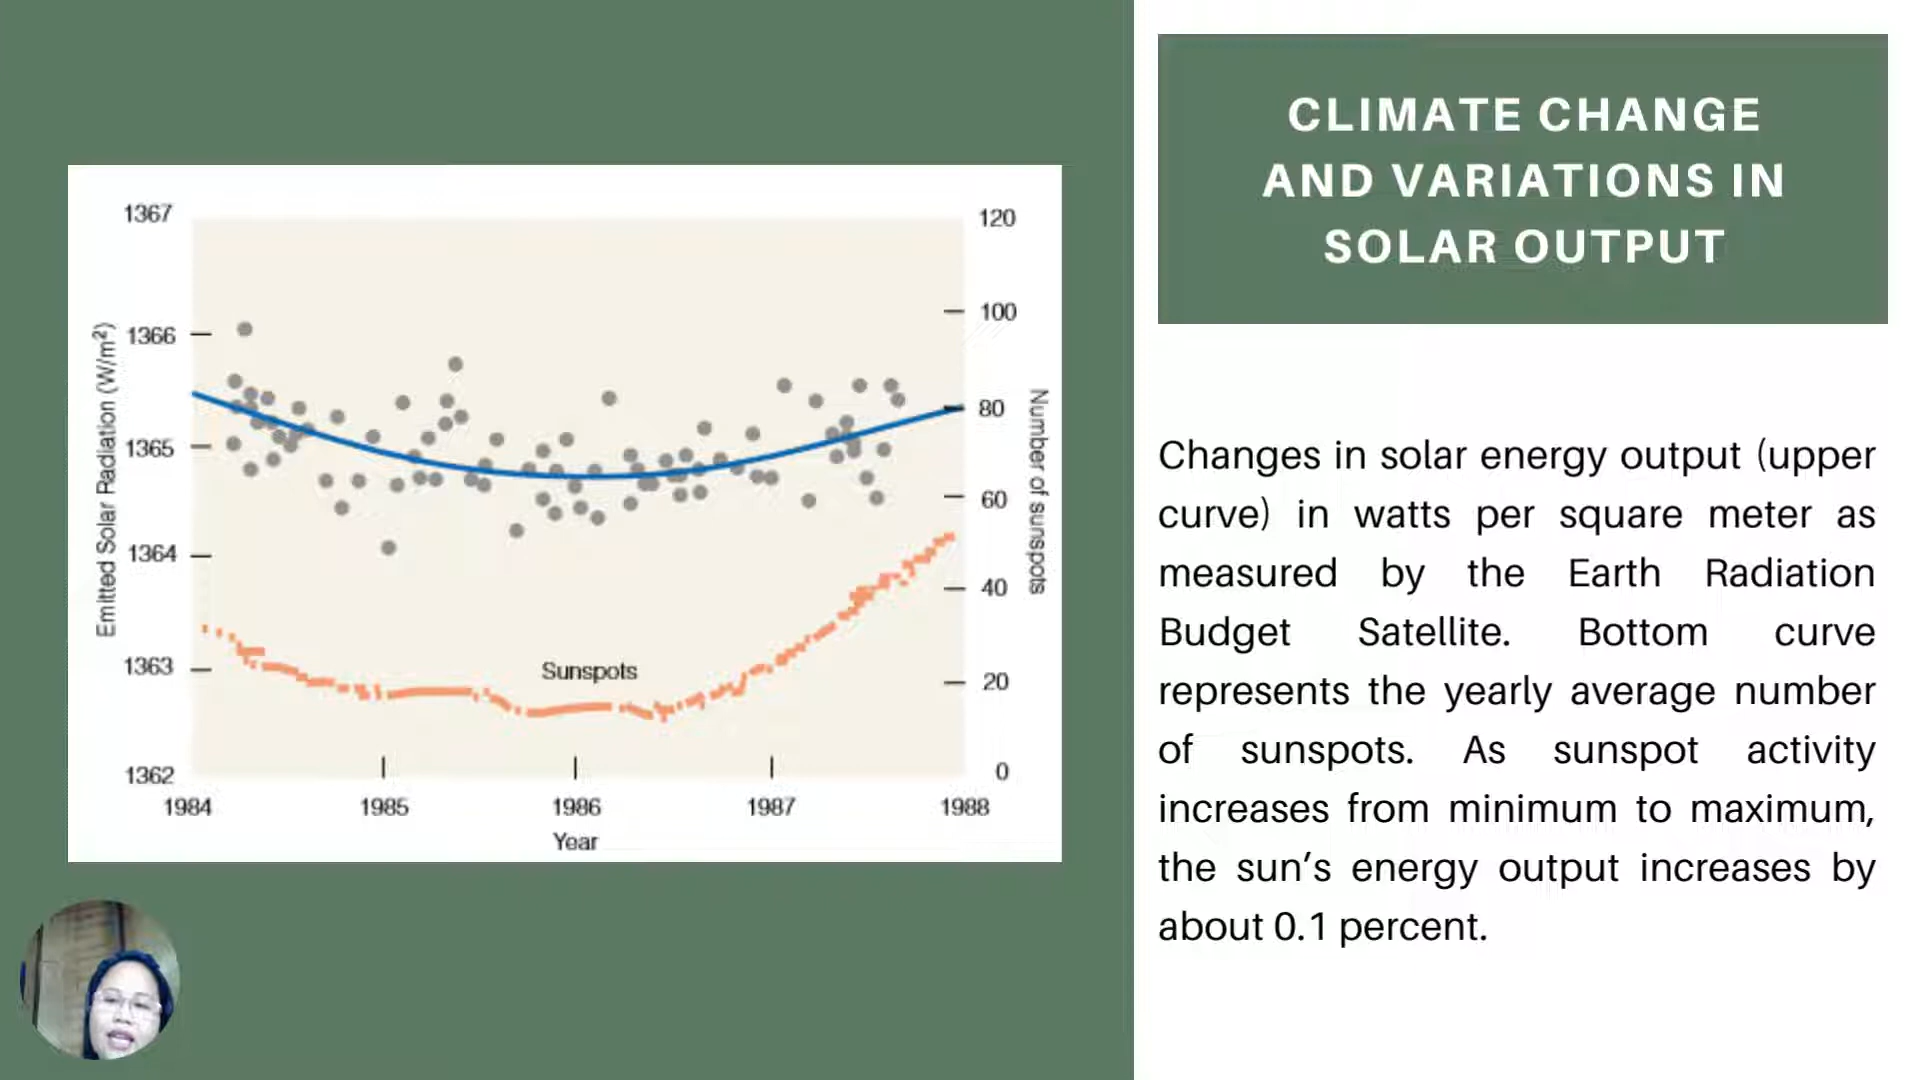 1367
1366
1365
1364
1363
1362
Emitted Solar Radiation (W/m²)
120
100
80
60
40
20
0
Number of sunspots
Sunspots
1984 1985 1986 1987 1988
Year
CLIMATE CHANGE
AND VARIATIONS IN
SOLAR OUTPUT
Changes in solar energy output (upper
curve) in watts per square meter as
measured by the Earth Radiation
Budget Satellite. Bottom curve
represents the yearly average number
of sunspots. As sunspot activity
increases from minimum to maximum,
the sun’s energy output increases by
about 0.1 percent.